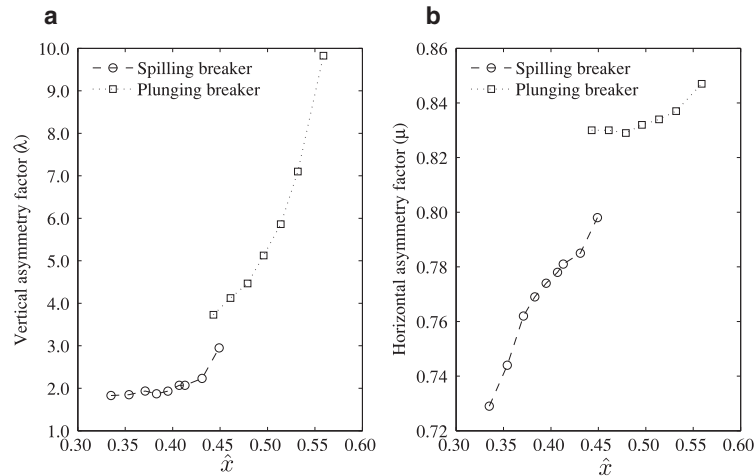 a
Vertical asymmetry factor (λ)
10.0
9.0
8.0
7.0
6.0
5.0
4.0
3.0
2.0
1.0
Spilling breaker
Plunging breaker
0.30 0.35 0.40 0.45 0.50 0.55 0.60
x̂
b
Horizontal asymmetry factor (μ)
0.86
0.84
0.82
0.80
0.78
0.76
0.74
0.72
Spilling breaker
Plunging breaker
0.30 0.35 0.40 0.45 0.50 0.55 0.60
x̂